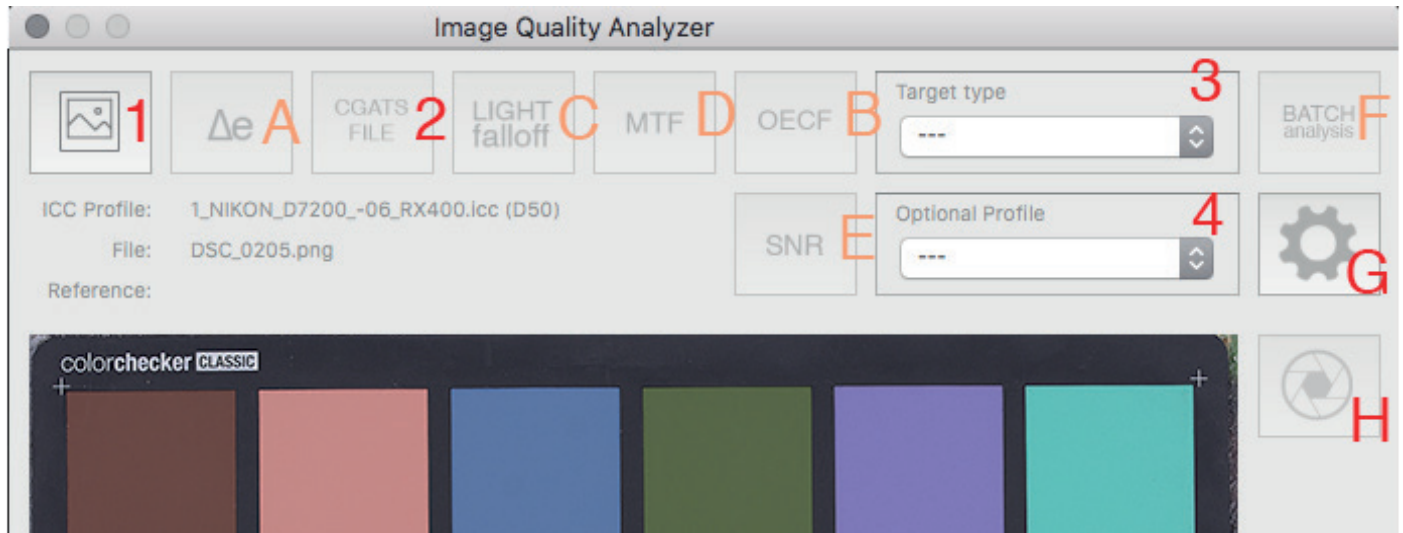 Image Quality Analyzer
1
Δe A
CGATS
FILE 2
LIGHT
falloff C
MTF D
OECF B
Target type 3
---
BATCH
analysis F
ICC Profile: 1_NIKON_D7200_-06_RX400.icc (D50)
File: DSC_0205.png
Reference:
SNR E
Optional Profile 4
---
G
colorchecker CLASSIC
H